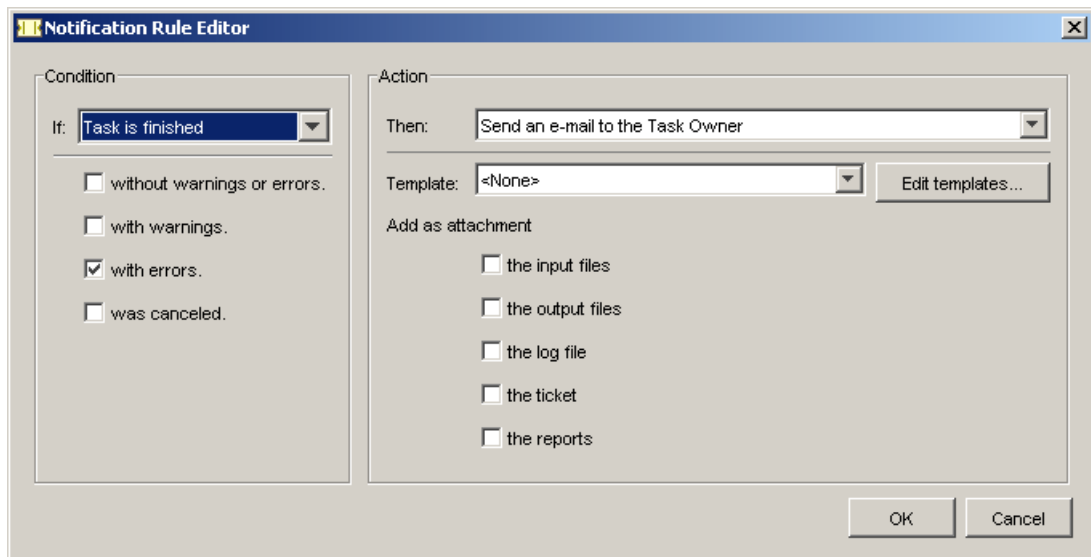 Notification Rule Editor
Condition
If: Task is finished
without warnings or errors.
with warnings.
with errors.
was canceled.
Action
Then: Send an e-mail to the Task Owner
Template: <None> Edit templates...
Add as attachment
the input files
the output files
the log file
the ticket
the reports
OK Cancel